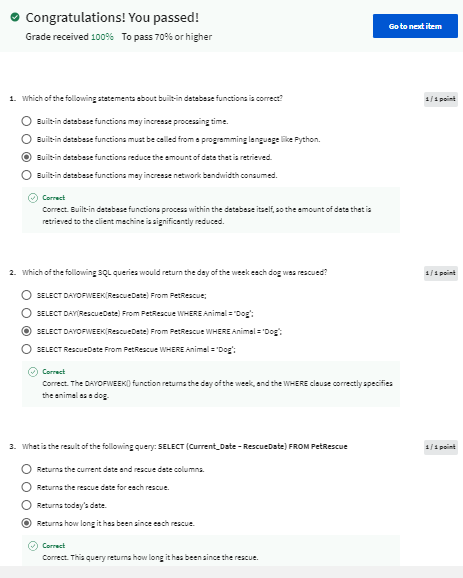 Congratulations! You passed!
Grade received 100% To pass 70% or higher
Go to next item
1. Which of the following statements about built-in database functions is correct?
1 / 1 point
Built-in database functions may increase processing time.
Built-in database functions must be called from a programming language like Python.
Built-in database functions reduce the amount of data that is retrieved.
Built-in database functions may increase network bandwidth consumed.
Correct
Correct. Built-in database functions process within the database itself, so the amount of data that is
retrieved to the client machine is significantly reduced.
2. Which of the following SQL queries would return the day of the week each dog was rescued?
1 / 1 point
SELECT DAYOFWEEK(RescueDate) From PetRescue;
SELECT DAY(RescueDate) From PetRescue WHERE Animal = 'Dog';
SELECT DAYOFWEEK(RescueDate) From PetRescue WHERE Animal = 'Dog';
SELECT RescueDate From PetRescue WHERE Animal = 'Dog';
Correct
Correct. The DAYOFWEEK() function returns the day of the week, and the WHERE clause correctly specifies
the animal as a dog.
3. What is the result of the following query: SELECT (Current_Date - RescueDate) FROM PetRescue
1 / 1 point
Returns the current date and rescue date columns.
Returns the rescue date for each rescue.
Returns today's date.
Returns how long it has been since each rescue.
Correct
Correct. This query returns how long it has been since the rescue.